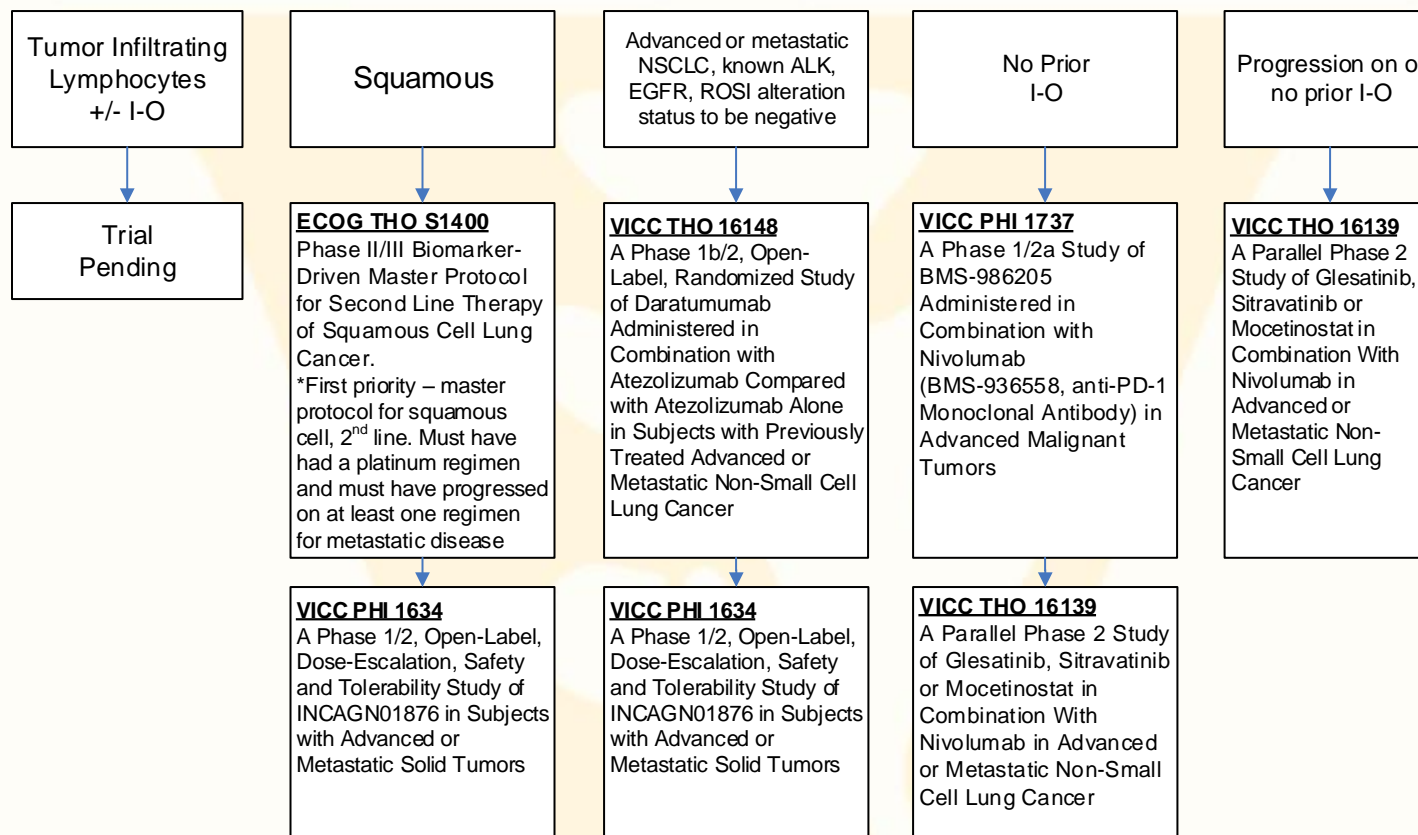 Tumor Infiltrating
Lymphocytes
+/- I-O
Trial
Pending
Squamous
ECOG THO S1400
Phase II/III Biomarker-
Driven Master Protocol
for Second Line Therapy
of Squamous Cell Lung
Cancer.
*First priority – master
protocol for squamous
cell, 2nd line. Must have
had a platinum regimen
and must have progressed
on at least one regimen
for metastatic disease
VICC PHI 1634
A Phase 1/2, Open-Label,
Dose-Escalation, Safety
and Tolerability Study of
INCAGN01876 in Subjects
with Advanced or
Metastatic Solid Tumors
Advanced or metastatic
NSCLC, known ALK,
EGFR, ROSI alteration
status to be negative
VICC THO 16148
A Phase 1b/2, Open-
Label, Randomized Study
of Daratumumab
Administered in
Combination with
Atezolizumab Compared
with Atezolizumab Alone
in Subjects with Previously
Treated Advanced or
Metastatic Non-Small Cell
Lung Cancer
VICC PHI 1634
A Phase 1/2, Open-Label,
Dose-Escalation, Safety
and Tolerability Study of
INCAGN01876 in Subjects
with Advanced or
Metastatic Solid Tumors
No Prior
I-O
VICC PHI 1737
A Phase 1/2a Study of
BMS-986205
Administered in
Combination with
Nivolumab
(BMS-936558, anti-PD-1
Monoclonal Antibody) in
Advanced Malignant
Tumors
VICC THO 16139
A Parallel Phase 2 Study
of Glesatinib, Sitravatinib
or Mocetinostat in
Combination With
Nivolumab in Advanced
or Metastatic Non-Small
Cell Lung Cancer
Progression on
no prior I-O
VICC THO 16139
A Parallel Phase 2
Study of Glesatinib,
Sitravatinib or
Mocetinostat in
Combination With
Nivolumab in
Advanced or
Metastatic Non-
Small Cell Lung
Cancer